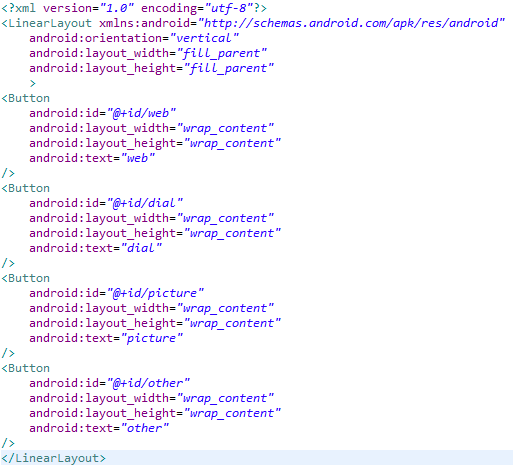 <?xml version="1.0" encoding="utf-8"?>
<LinearLayout xmlns:android="http://schemas.android.com/apk/res/android"
    android:orientation="vertical"
    android:layout_width="fill_parent"
    android:layout_height="fill_parent"
    >
<Button
    android:id="@+id/web"
    android:layout_width="wrap_content"
    android:layout_height="wrap_content"
    android:text="web"
/>
<Button
    android:id="@+id/dial"
    android:layout_width="wrap_content"
    android:layout_height="wrap_content"
    android:text="dial"
/>
<Button
    android:id="@+id/picture"
    android:layout_width="wrap_content"
    android:layout_height="wrap_content"
    android:text="picture"
/>
<Button
    android:id="@+id/other"
    android:layout_width="wrap_content"
    android:layout_height="wrap_content"
    android:text="other"
/>
</LinearLayout>